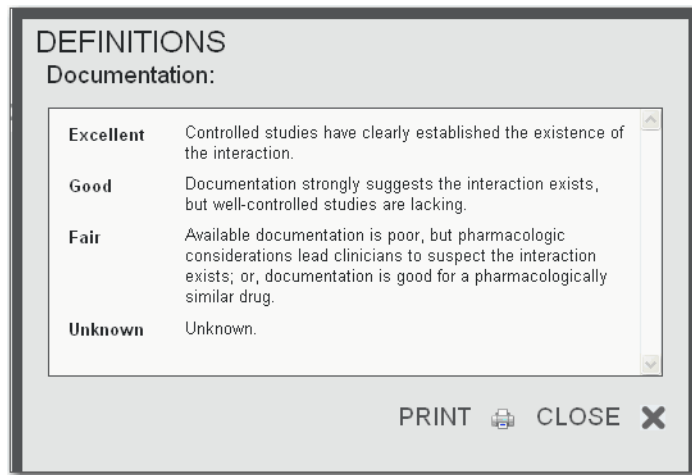 DEFINITIONS
Documentation:
Excellent Controlled studies have clearly established the existence of
the interaction.
Good Documentation strongly suggests the interaction exists,
but well-controlled studies are lacking.
Fair Available documentation is poor, but pharmacologic
considerations lead clinicians to suspect the interaction
exists; or, documentation is good for a pharmacologically
similar drug.
Unknown Unknown.
PRINT CLOSE